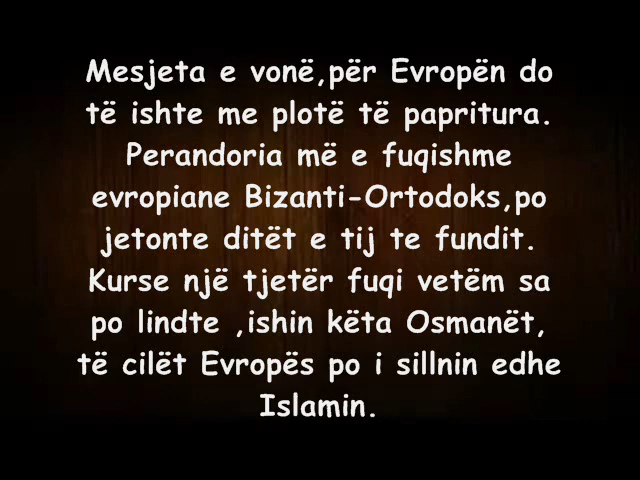 Mesjeta e vonë,për Evropën do
të ishte me plotë të papritura.
Perandoria më e fuqishme
evropiane Bizanti-Ortodoks,po
jetonte ditët e tij te fundit.
Kurse një tjetër fuqi vetëm sa
po lindte ,ishin këta Osmanët,
të cilët Evropës po i sillnin edhe
Islamin.